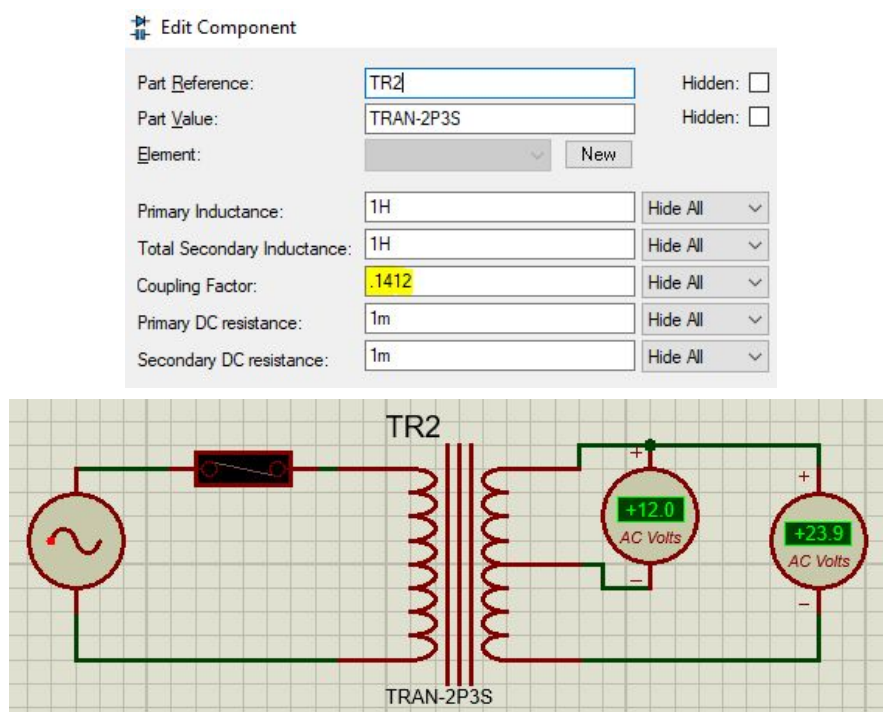 Edit Component
Part Reference: TR2 Hidden:
Part Value: TRAN-2P3S Hidden:
Element: New
Primary Inductance: 1H Hide All
Total Secondary Inductance: 1H Hide All
Coupling Factor: .1412 Hide All
Primary DC resistance: 1m Hide All
Secondary DC resistance: 1m Hide All
TR2
+
+12.0
AC Volts
−
+
+23.9
AC Volts
−
TRAN-2P3S